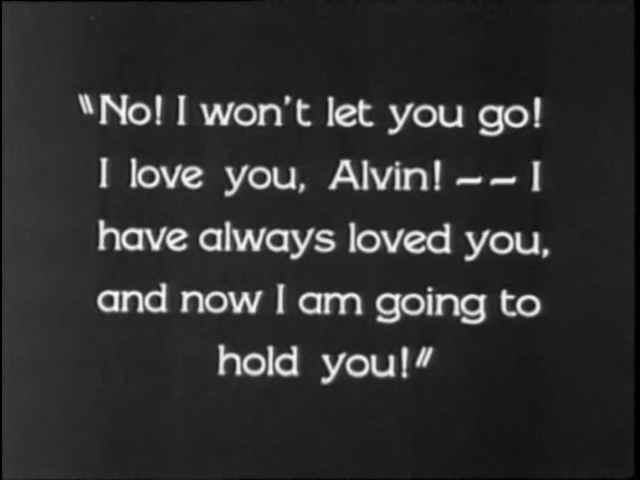 "No! I won't let you go!
I love you, Alvin! –– I
have always loved you,
and now I am going to
hold you!"